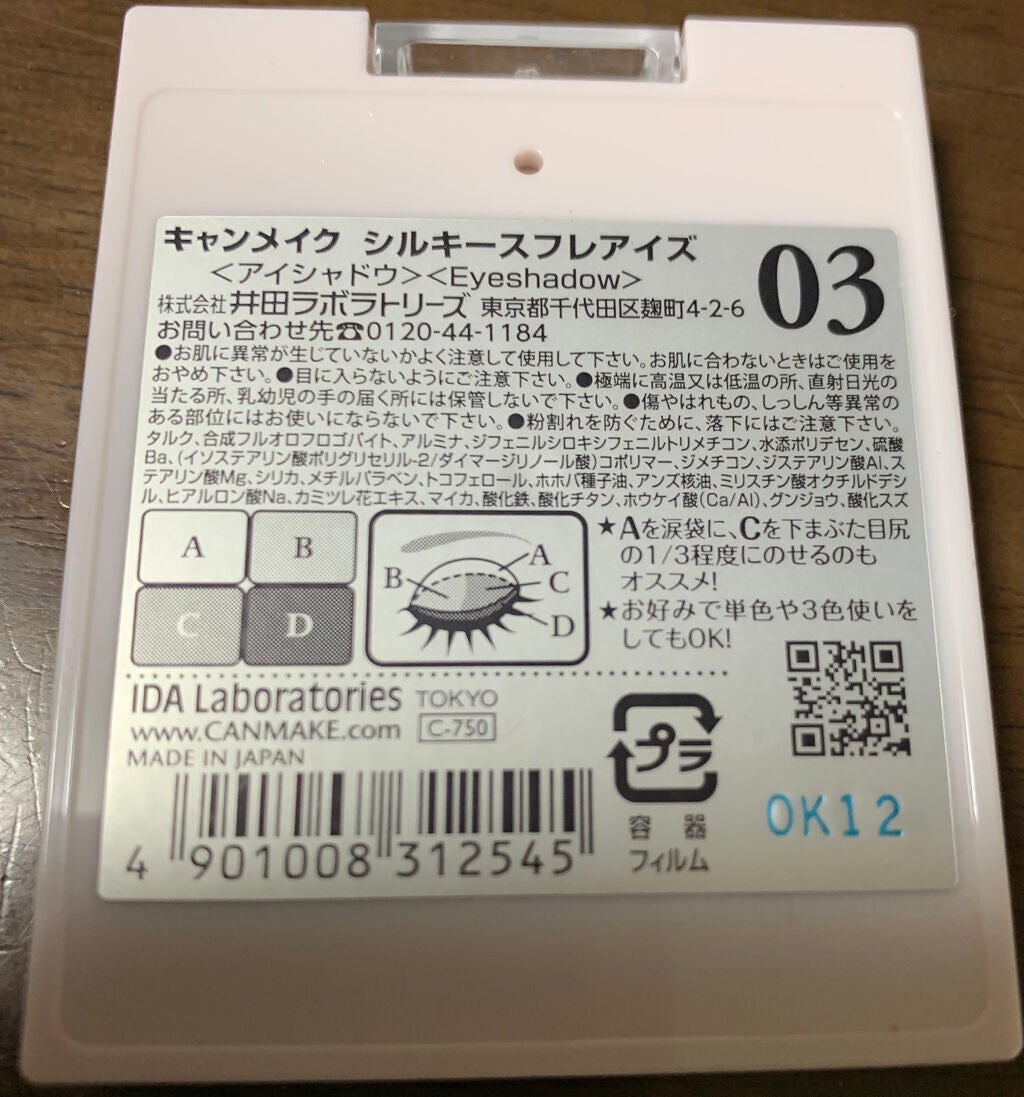 キャンメイク シルキースフレアイズ
03
<アイシャドウ><Eyeshadow>
株式会社 井田ラボラトリーズ 東京都千代田区麹町4-2-6
お問い合わせ先☎0120-44-1184
●お肌に異常が生じていないかよく注意して使用して下さい。お肌に合わないときはご使用を
おやめ下さい。●目に入らないようにご注意下さい。●極端に高温又は低温の所、直射日光の
当たる所、乳幼児の手の届く所には保管しないで下さい。●傷やはれもの、しっしん等異常の
ある部位にはお使いにならないで下さい。●粉割れを防ぐために、落下にはご注意下さい。
タルク、合成フルオロフロゴパイト、アルミナ、ジフェニルシロキシフェニルトリメチコン、水添ポリデセン、硫酸
Ba、(イソステアリン酸ポリグリセリル-2/ダイマージリノール酸)コポリマー、ジメチコン、ジステアリン酸Al、ス
テアリン酸Mg、シリカ、メチルパラベン、トコフェロール、ホホバ種子油、アンズ核油、ミリスチン酸オクチルドデシ
ル、ヒアルロン酸Na、カミツレ花エキス、マイカ、酸化鉄、酸化チタン、ホウケイ酸(Ca/Al)、グンジョウ、酸化スズ
A
B
C
D
A
B
C
D
★Aを涙袋に、Cを下まぶた目尻
の1/3程度にのせるのも
オススメ!
★お好みで単色や3色使いを
してもOK!
IDA Laboratories TOKYO
www.CANMAKE.com C-750
MADE IN JAPAN
プラ
容器
フィルム
OK12
4 901008 312545